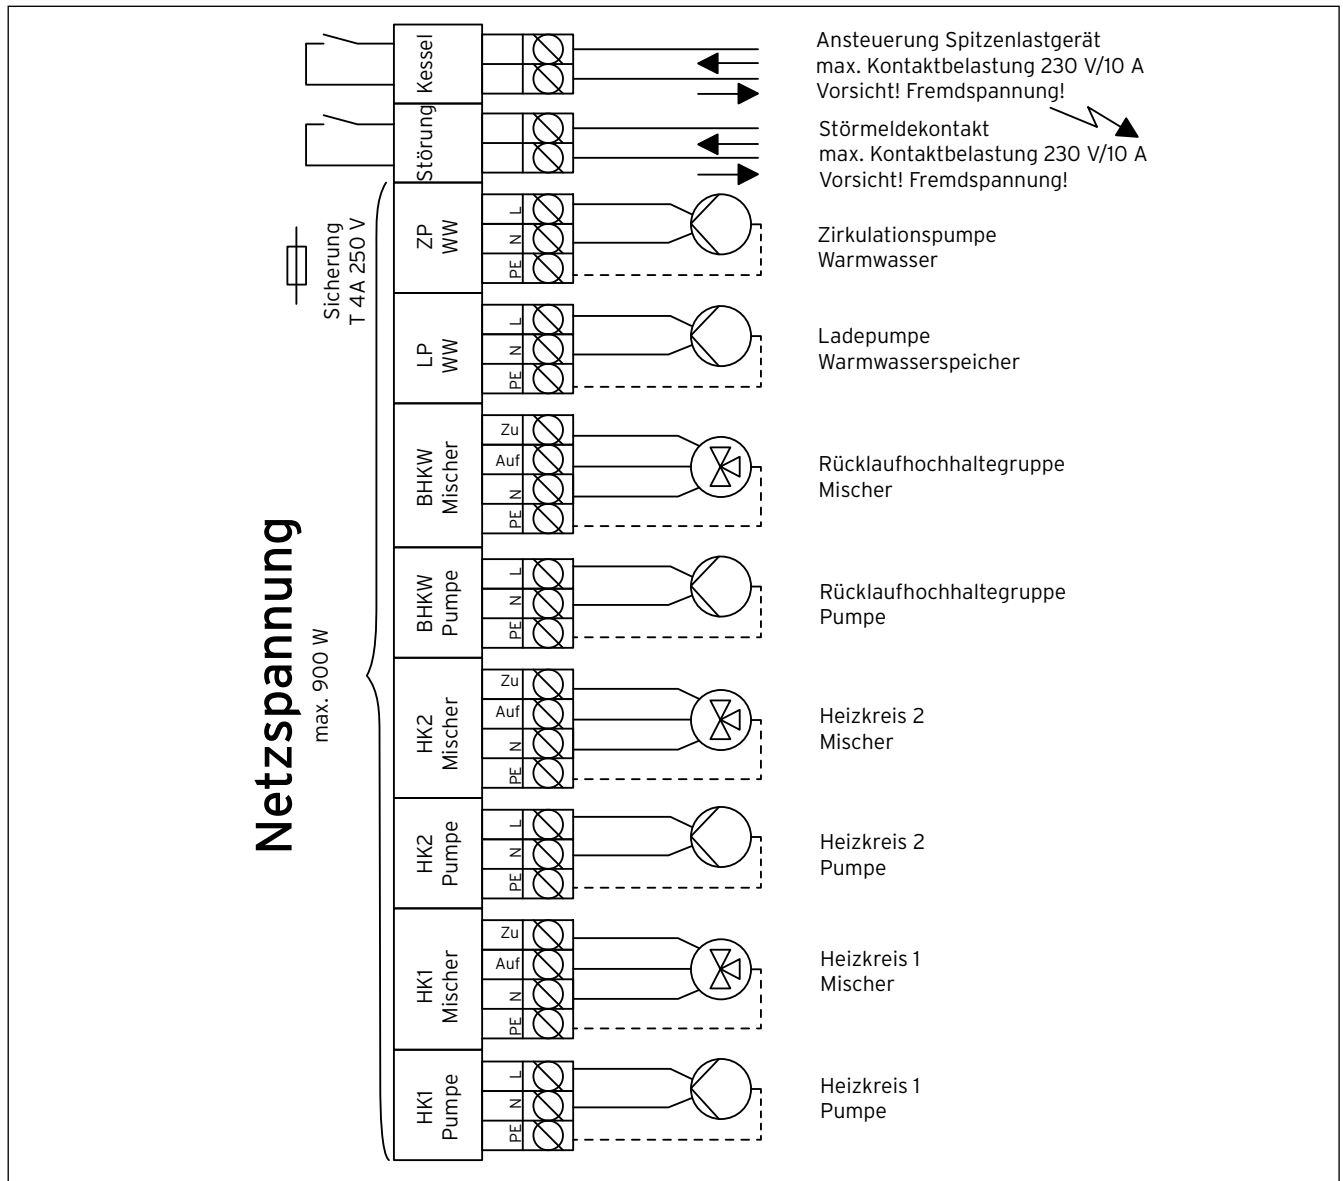 Kessel
Ansteuerung Spitzenlastgerät
max. Kontaktbelastung 230 V/10 A
Vorsicht! Fremdspannung!
Störung
Störmeldekontakt
max. Kontaktbelastung 230 V/10 A
Vorsicht! Fremdspannung!
Sicherung
T 4A 250 V
Netzspannung
max. 900 W
ZP
WW
L
N
PE
Zirkulationspumpe
Warmwasser
LP
WW
L
N
PE
Ladepumpe
Warmwasserspeicher
BHKW
Mischer
Zu
Auf
N
PE
Rücklaufhochhaltegruppe
Mischer
BHKW
Pumpe
L
N
PE
Rücklaufhochhaltegruppe
Pumpe
HK2
Mischer
Zu
Auf
N
PE
Heizkreis 2
Mischer
HK2
Pumpe
L
N
PE
Heizkreis 2
Pumpe
HK1
Mischer
Zu
Auf
N
PE
Heizkreis 1
Mischer
HK1
Pumpe
L
N
PE
Heizkreis 1
Pumpe